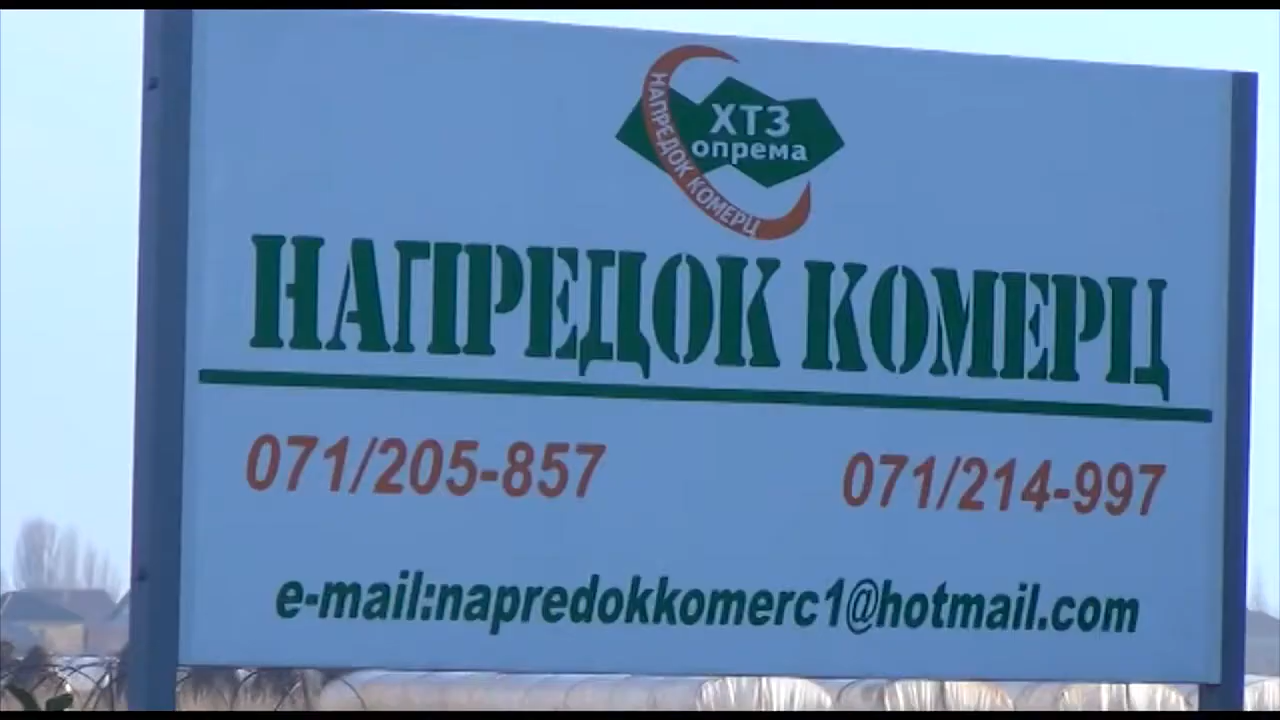 ХТЗ
опрема
НАПРЕДОК КОМЕРЦ
НАПРЕДОК КОМЕРЦ
071/205-857 071/214-997
e-mail:napredokkomerc1@hotmail.com